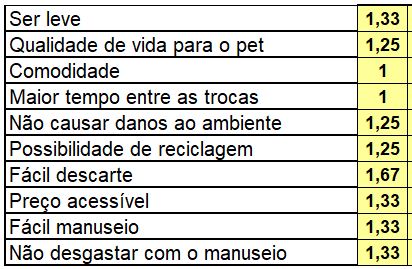 Ser leve 1,33
Qualidade de vida para o pet 1,25
Comodidade 1
Maior tempo entre as trocas 1
Não causar danos ao ambiente 1,25
Possibilidade de reciclagem 1,25
Fácil descarte 1,67
Preço acessível 1,33
Fácil manuseio 1,33
Não desgastar com o manuseio 1,33